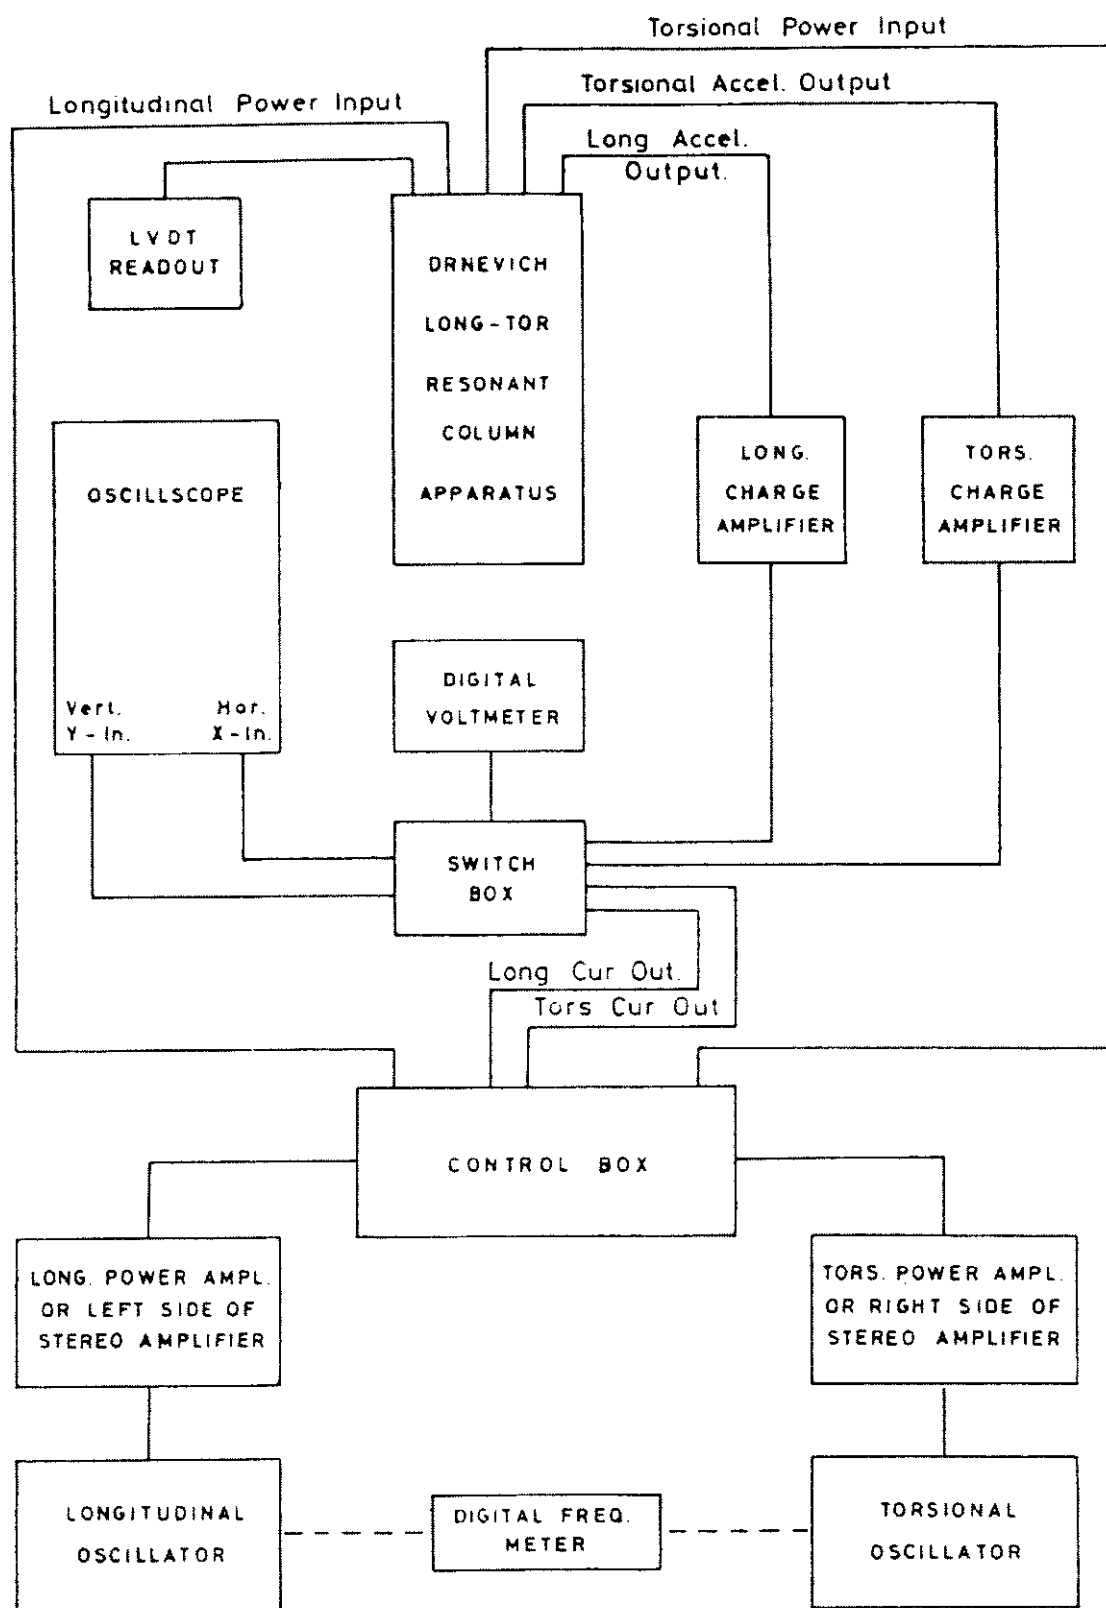 Torsional Power Input
Torsional Accel. Output
Longitudinal Power Input
Long Accel.
Output.
LVDT
READOUT
DRNEVICH
LONG-TOR
RESONANT
COLUMN
APPARATUS
OSCILLSCOPE
Vert.
Y-In.
Hor.
X-In.
LONG.
CHARGE
AMPLIFIER
TORS.
CHARGE
AMPLIFIER
DIGITAL
VOLTMETER
SWITCH
BOX
Long Cur Out.
Tors Cur Out
CONTROL BOX
LONG. POWER AMPL.
OR LEFT SIDE OF
STEREO AMPLIFIER
TORS. POWER AMPL.
OR RIGHT SIDE OF
STEREO AMPLIFIER
LONGITUDINAL
OSCILLATOR
DIGITAL FREQ.
METER
TORSIONAL
OSCILLATOR